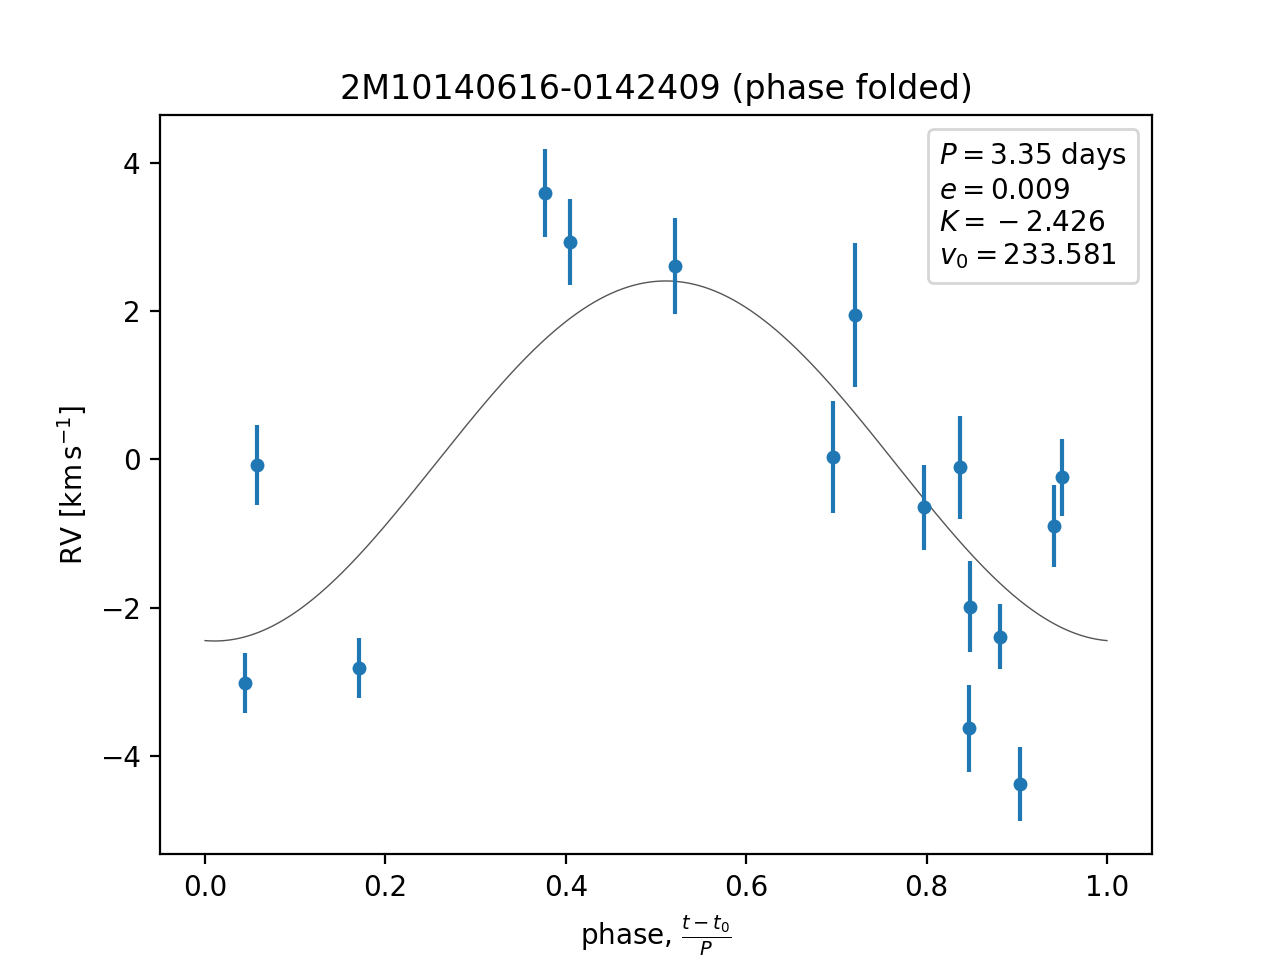 2M10140616-0142409 (phase folded)
P = 3.35 days
e = 0.009
K = −2.426
v₀ = 233.581
4
2
0
−2
−4
RV [km s⁻¹]
0.0 0.2 0.4 0.6 0.8 1.0
phase, (t − t₀)/P